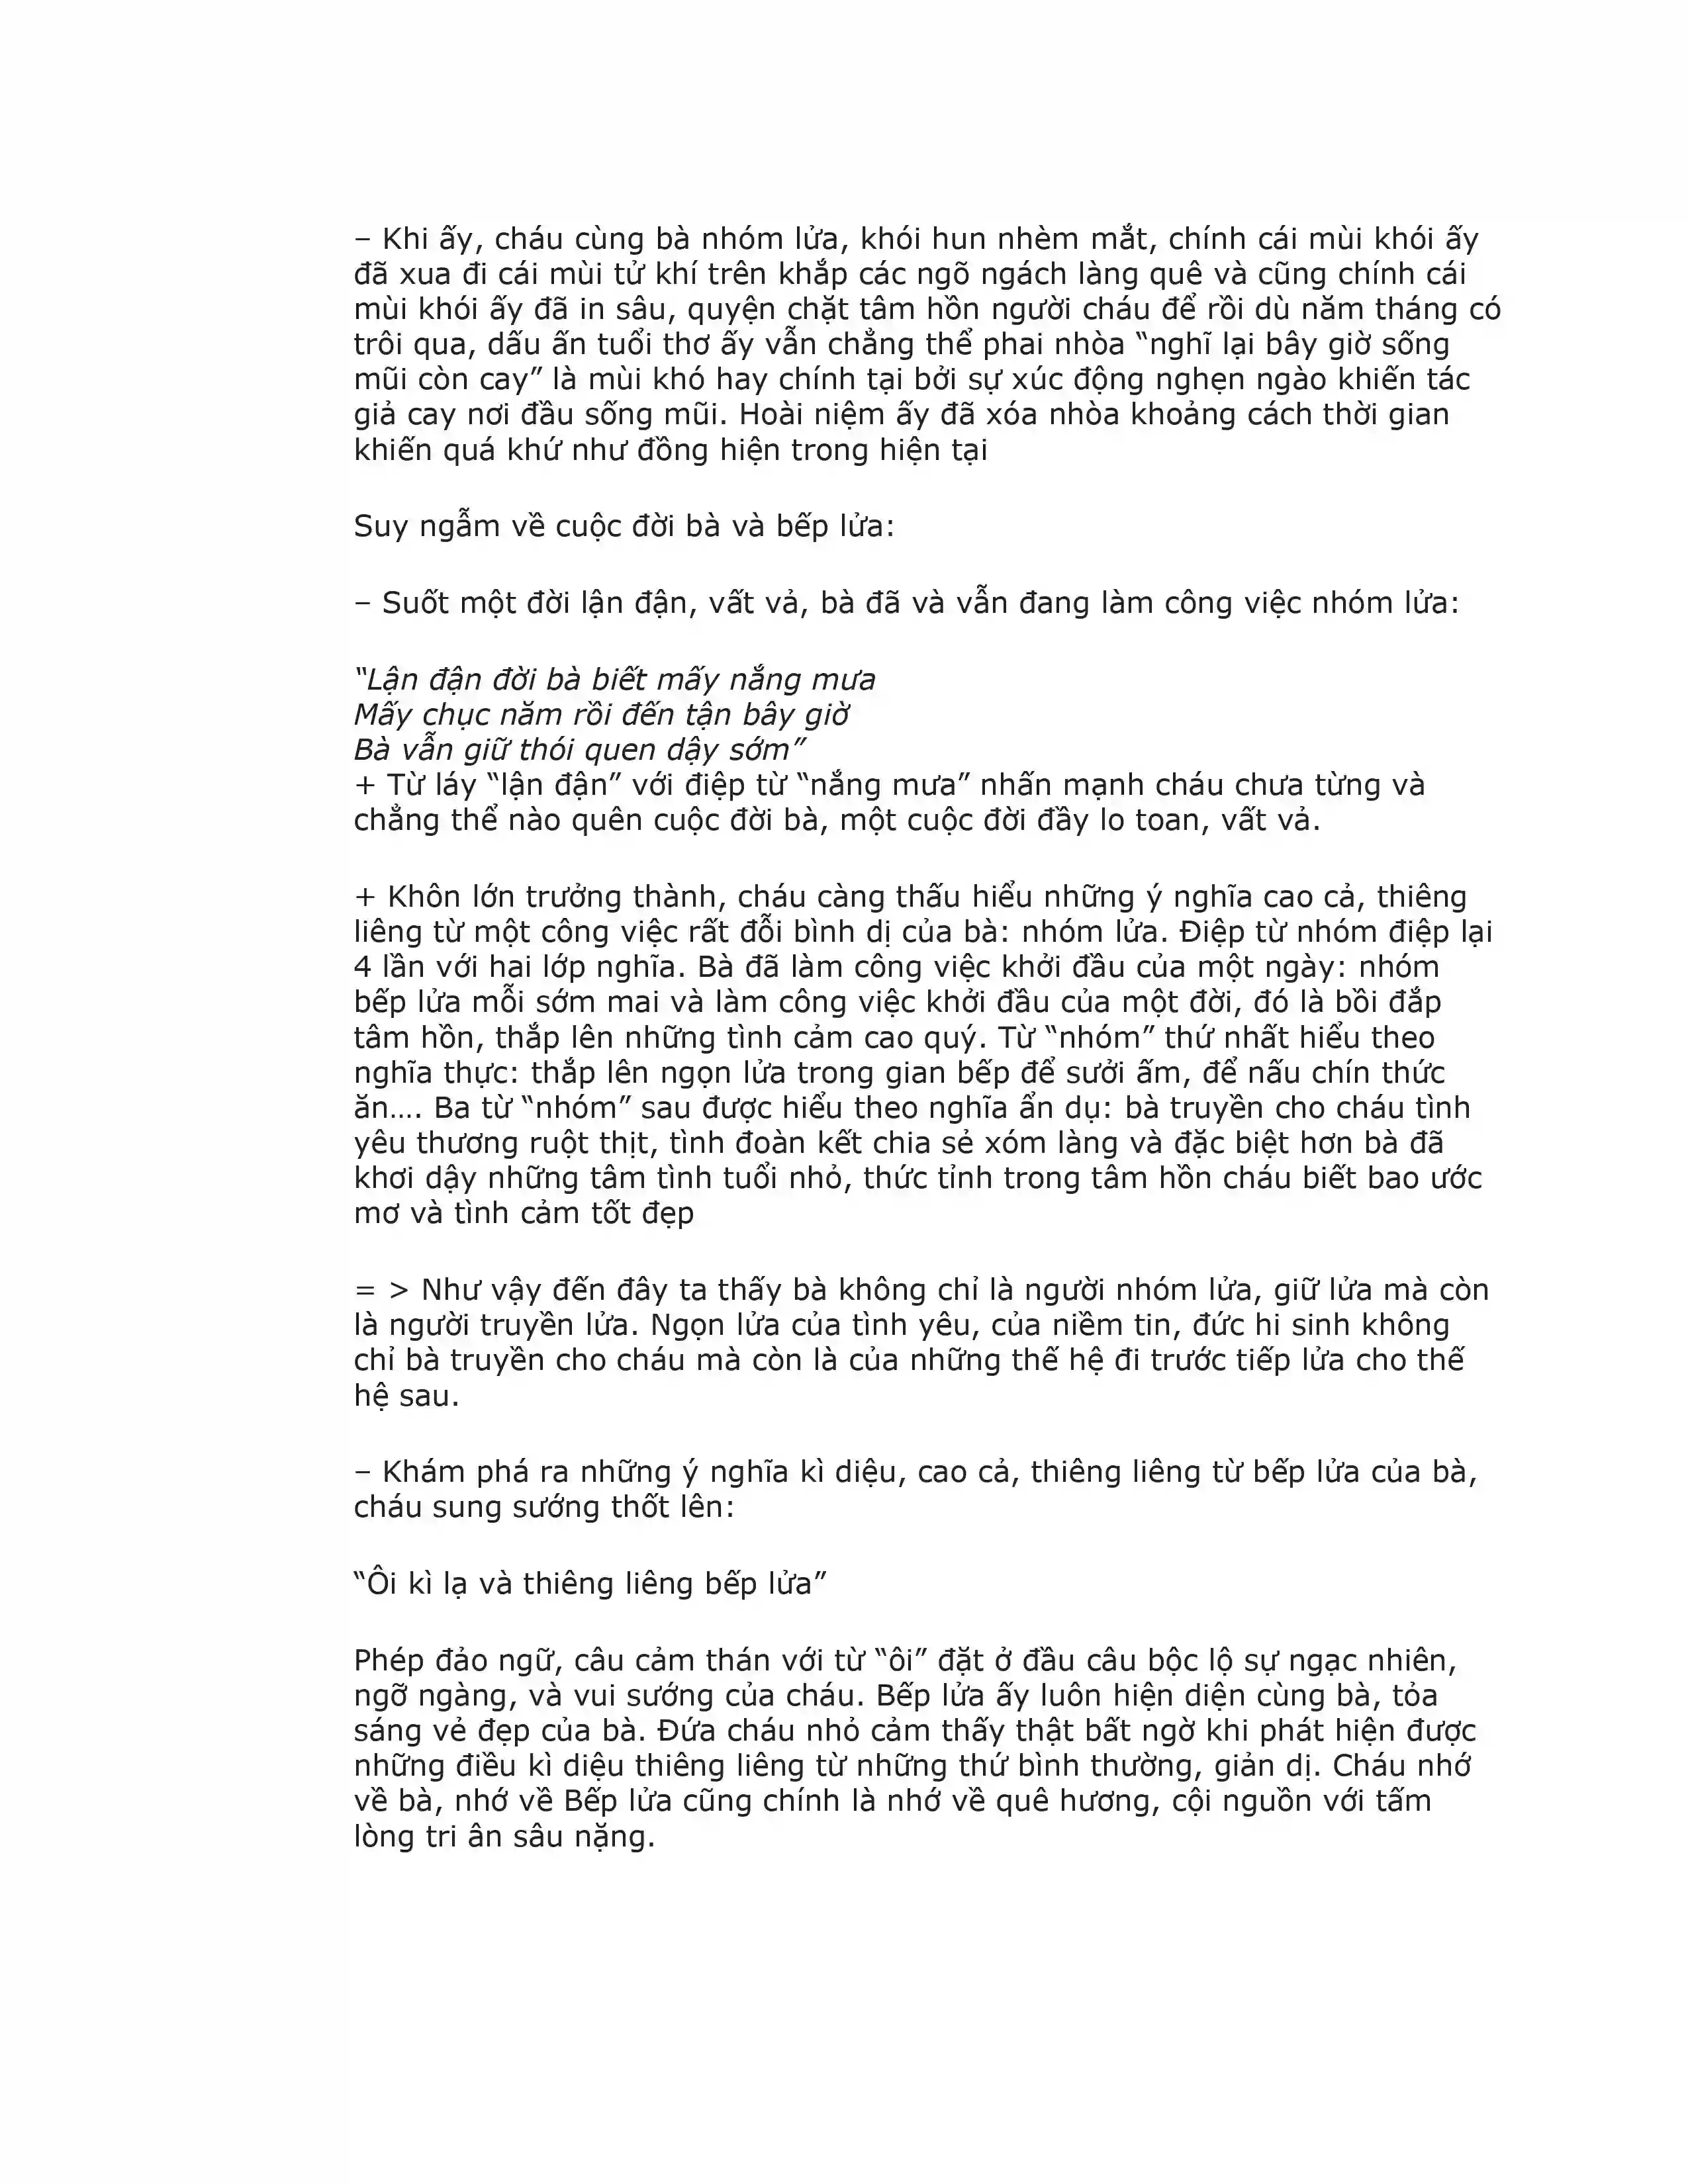 – Khi ấy, cháu cùng bà nhóm lửa, khói hun nhèm mắt, chính cái mùi khói ấy
đã xua đi cái mùi tử khí trên khắp các ngõ ngách làng quê và cũng chính cái
mùi khói ấy đã in sâu, quyện chặt tâm hồn người cháu để rồi dù năm tháng có
trôi qua, dấu ấn tuổi thơ ấy vẫn chẳng thể phai nhòa “nghĩ lại bây giờ sống
mũi còn cay” là mùi khó hay chính tại bởi sự xúc động nghẹn ngào khiến tác
giả cay nơi đầu sống mũi. Hoài niệm ấy đã xóa nhòa khoảng cách thời gian
khiến quá khứ như đồng hiện trong hiện tại
Suy ngẫm về cuộc đời bà và bếp lửa:
– Suốt một đời lận đận, vất vả, bà đã và vẫn đang làm công việc nhóm lửa:
“Lận đận đời bà biết mấy nắng mưa
Mấy chục năm rồi đến tận bây giờ
Bà vẫn giữ thói quen dậy sớm”
+ Từ láy “lận đận” với điệp từ “nắng mưa” nhấn mạnh cháu chưa từng và
chẳng thể nào quên cuộc đời bà, một cuộc đời đầy lo toan, vất vả.
+ Khôn lớn trưởng thành, cháu càng thấu hiểu những ý nghĩa cao cả, thiêng
liêng từ một công việc rất đỗi bình dị của bà: nhóm lửa. Điệp từ nhóm điệp lại
4 lần với hai lớp nghĩa. Bà đã làm công việc khởi đầu của một ngày: nhóm
bếp lửa mỗi sớm mai và làm công việc khởi đầu của một đời, đó là bồi đắp
tâm hồn, thắp lên những tình cảm cao quý. Từ “nhóm” thứ nhất hiểu theo
nghĩa thực: thắp lên ngọn lửa trong gian bếp để sưởi ấm, để nấu chín thức
ăn…. Ba từ “nhóm” sau được hiểu theo nghĩa ẩn dụ: bà truyền cho cháu tình
yêu thương ruột thịt, tình đoàn kết chia sẻ xóm làng và đặc biệt hơn bà đã
khơi dậy những tâm tình tuổi nhỏ, thức tỉnh trong tâm hồn cháu biết bao ước
mơ và tình cảm tốt đẹp
= > Như vậy đến đây ta thấy bà không chỉ là người nhóm lửa, giữ lửa mà còn
là người truyền lửa. Ngọn lửa của tình yêu, của niềm tin, đức hi sinh không
chỉ bà truyền cho cháu mà còn là của những thế hệ đi trước tiếp lửa cho thế
hệ sau.
– Khám phá ra những ý nghĩa kì diệu, cao cả, thiêng liêng từ bếp lửa của bà,
cháu sung sướng thốt lên:
“Ôi kì lạ và thiêng liêng bếp lửa”
Phép đảo ngữ, câu cảm thán với từ “ôi” đặt ở đầu câu bộc lộ sự ngạc nhiên,
ngỡ ngàng, và vui sướng của cháu. Bếp lửa ấy luôn hiện diện cùng bà, tỏa
sáng vẻ đẹp của bà. Đứa cháu nhỏ cảm thấy thật bất ngờ khi phát hiện được
những điều kì diệu thiêng liêng từ những thứ bình thường, giản dị. Cháu nhớ
về bà, nhớ về Bếp lửa cũng chính là nhớ về quê hương, cội nguồn với tấm
lòng tri ân sâu nặng.